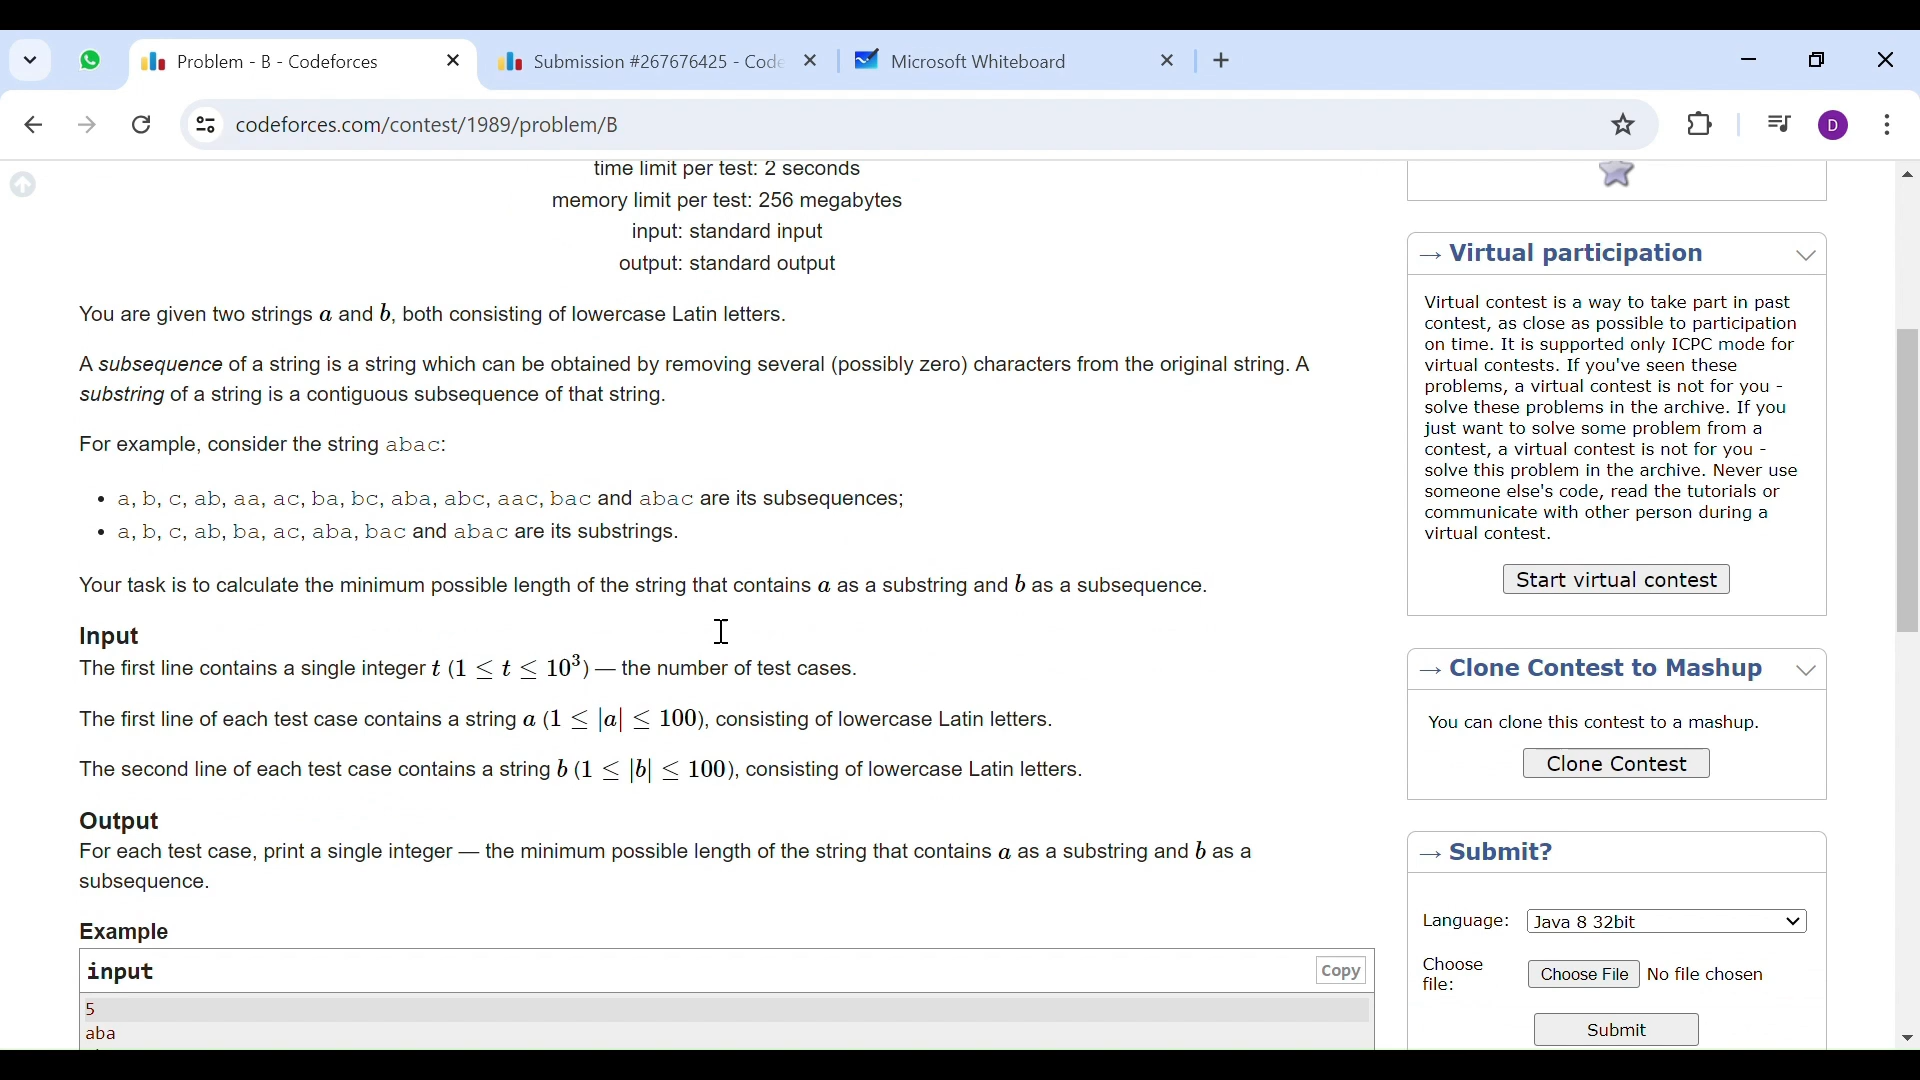 Problem - B - Codeforces
Submission #267676425 - Code
Microsoft Whiteboard
codeforces.com/contest/1989/problem/B
D
time limit per test: 2 seconds
memory limit per test: 256 megabytes
input: standard input
output: standard output
You are given two strings a and b, both consisting of lowercase Latin letters.
A subsequence of a string is a string which can be obtained by removing several (possibly zero) characters from the original string. A
substring of a string is a contiguous subsequence of that string.
For example, consider the string abac:
• a, b, c, ab, aa, ac, ba, bc, aba, abc, aac, bac and abac are its subsequences;
• a, b, c, ab, ba, ac, aba, bac and abac are its substrings.
Your task is to calculate the minimum possible length of the string that contains a as a substring and b as a subsequence.
Input
The first line contains a single integer t (1 ≤ t ≤ 10³) — the number of test cases.
The first line of each test case contains a string a (1 ≤ |a| ≤ 100), consisting of lowercase Latin letters.
The second line of each test case contains a string b (1 ≤ |b| ≤ 100), consisting of lowercase Latin letters.
Output
For each test case, print a single integer — the minimum possible length of the string that contains a as a substring and b as a
subsequence.
Example
input
Copy
5
aba
→ Virtual participation
Virtual contest is a way to take part in past
contest, as close as possible to participation
on time. It is supported only ICPC mode for
virtual contests. If you've seen these
problems, a virtual contest is not for you -
solve these problems in the archive. If you
just want to solve some problem from a
contest, a virtual contest is not for you -
solve this problem in the archive. Never use
someone else's code, read the tutorials or
communicate with other person during a
virtual contest.
Start virtual contest
→ Clone Contest to Mashup
You can clone this contest to a mashup.
Clone Contest
→ Submit?
Language: Java 8 32bit
Choose
file:
Choose File No file chosen
Submit